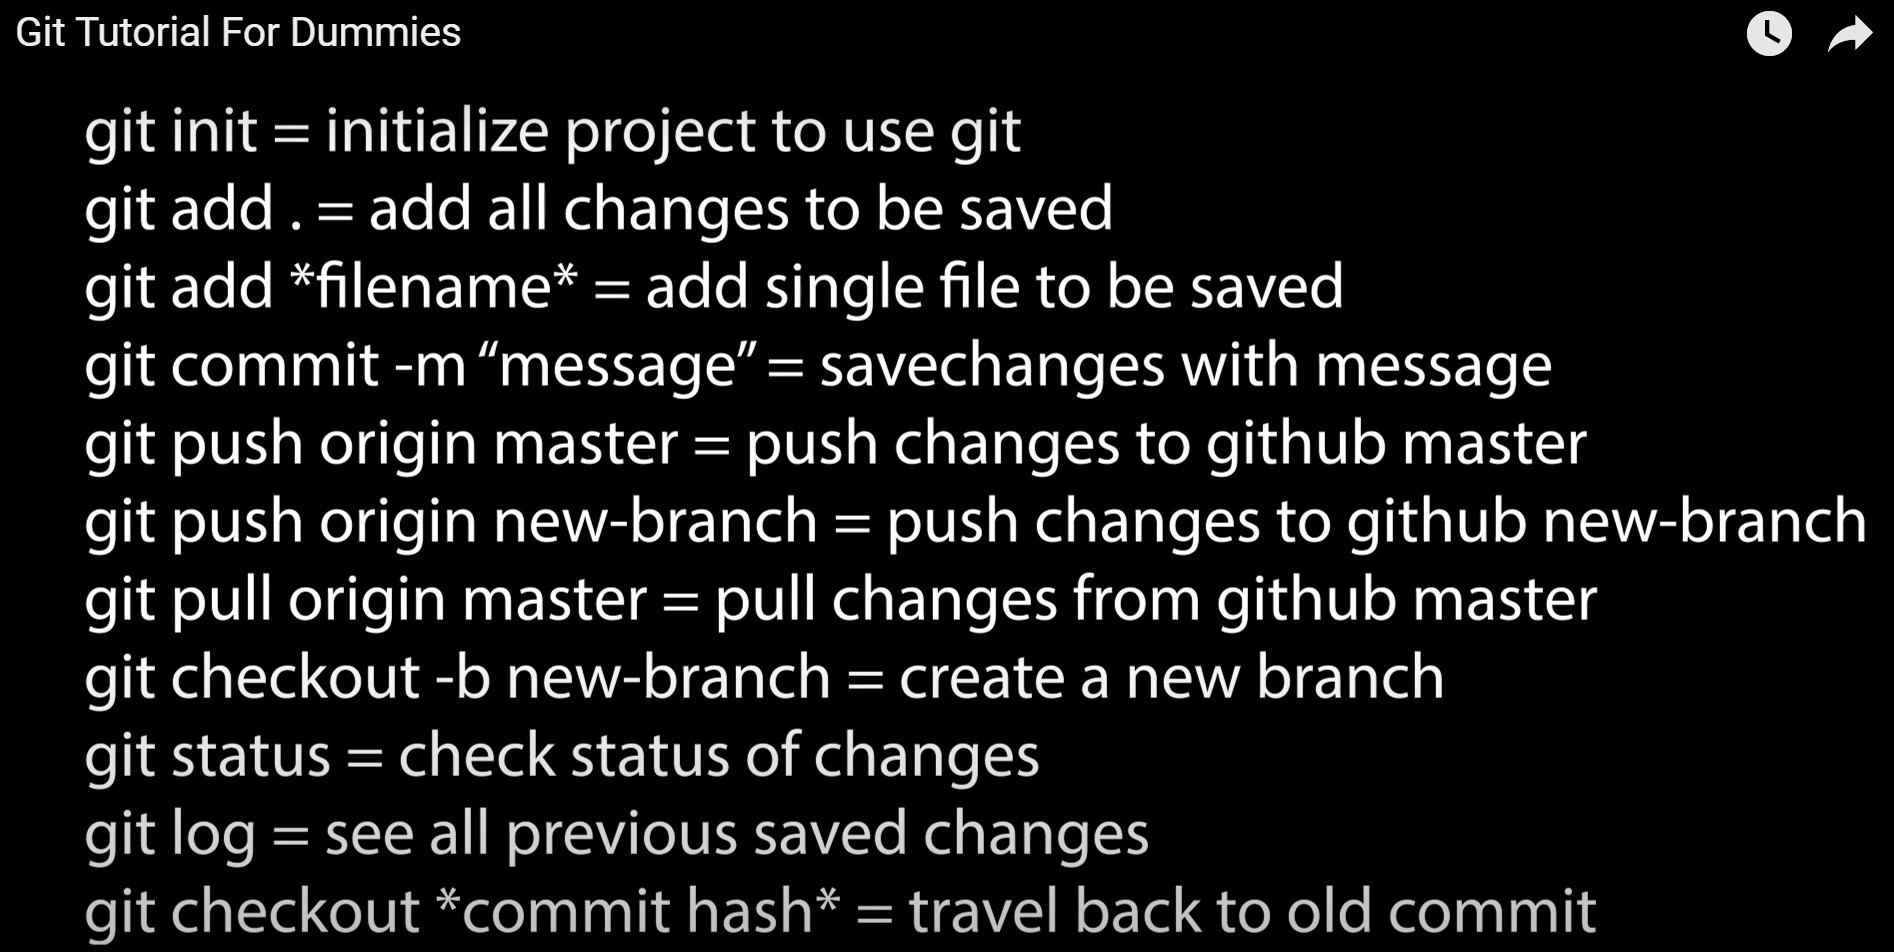 Git Tutorial For Dummies
git init = initialize project to use git
git add . = add all changes to be saved
git add *filename* = add single file to be saved
git commit -m “message” = savechanges with message
git push origin master = push changes to github master
git push origin new-branch = push changes to github new-branch
git pull origin master = pull changes from github master
git checkout -b new-branch = create a new branch
git status = check status of changes
git log = see all previous saved changes
git checkout *commit hash* = travel back to old commit